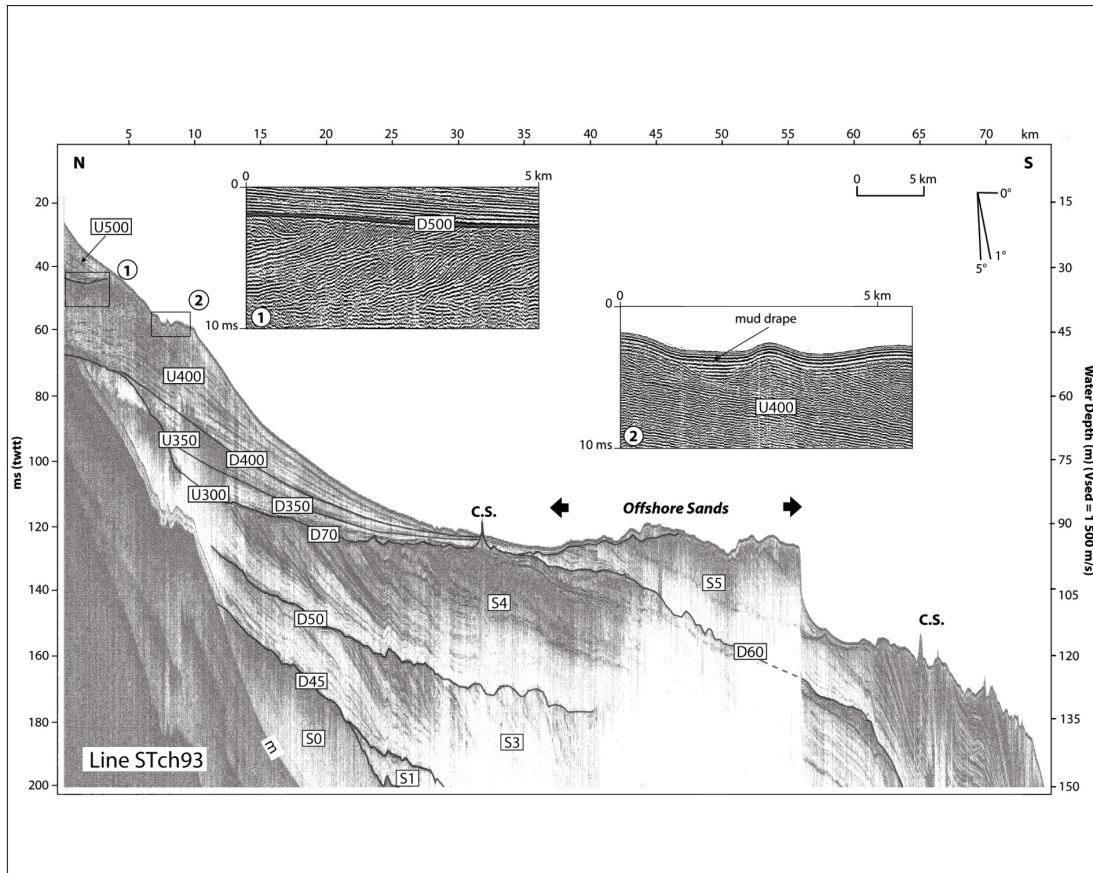 5 10 15 20 25 30 35 40 45 50 55 60 65 70 km
N S
0 5 km
0 5 km
0°
1°
5°
20
40
60
80
100
120
140
160
180
200
ms (twtt)
15
30
45
60
75
90
105
120
135
150
Water Depth (m) (Vsed = 1 500 m/s)
U500
1
2
D500
10 ms
1
0 5 km
mud drape
U400
10 ms
2
U400
U350
D400
U300
D350
D70
C.S.
Offshore Sands
S5
S4
D50
D60
C.S.
D45
S0
S3
S1
m
Line STch93